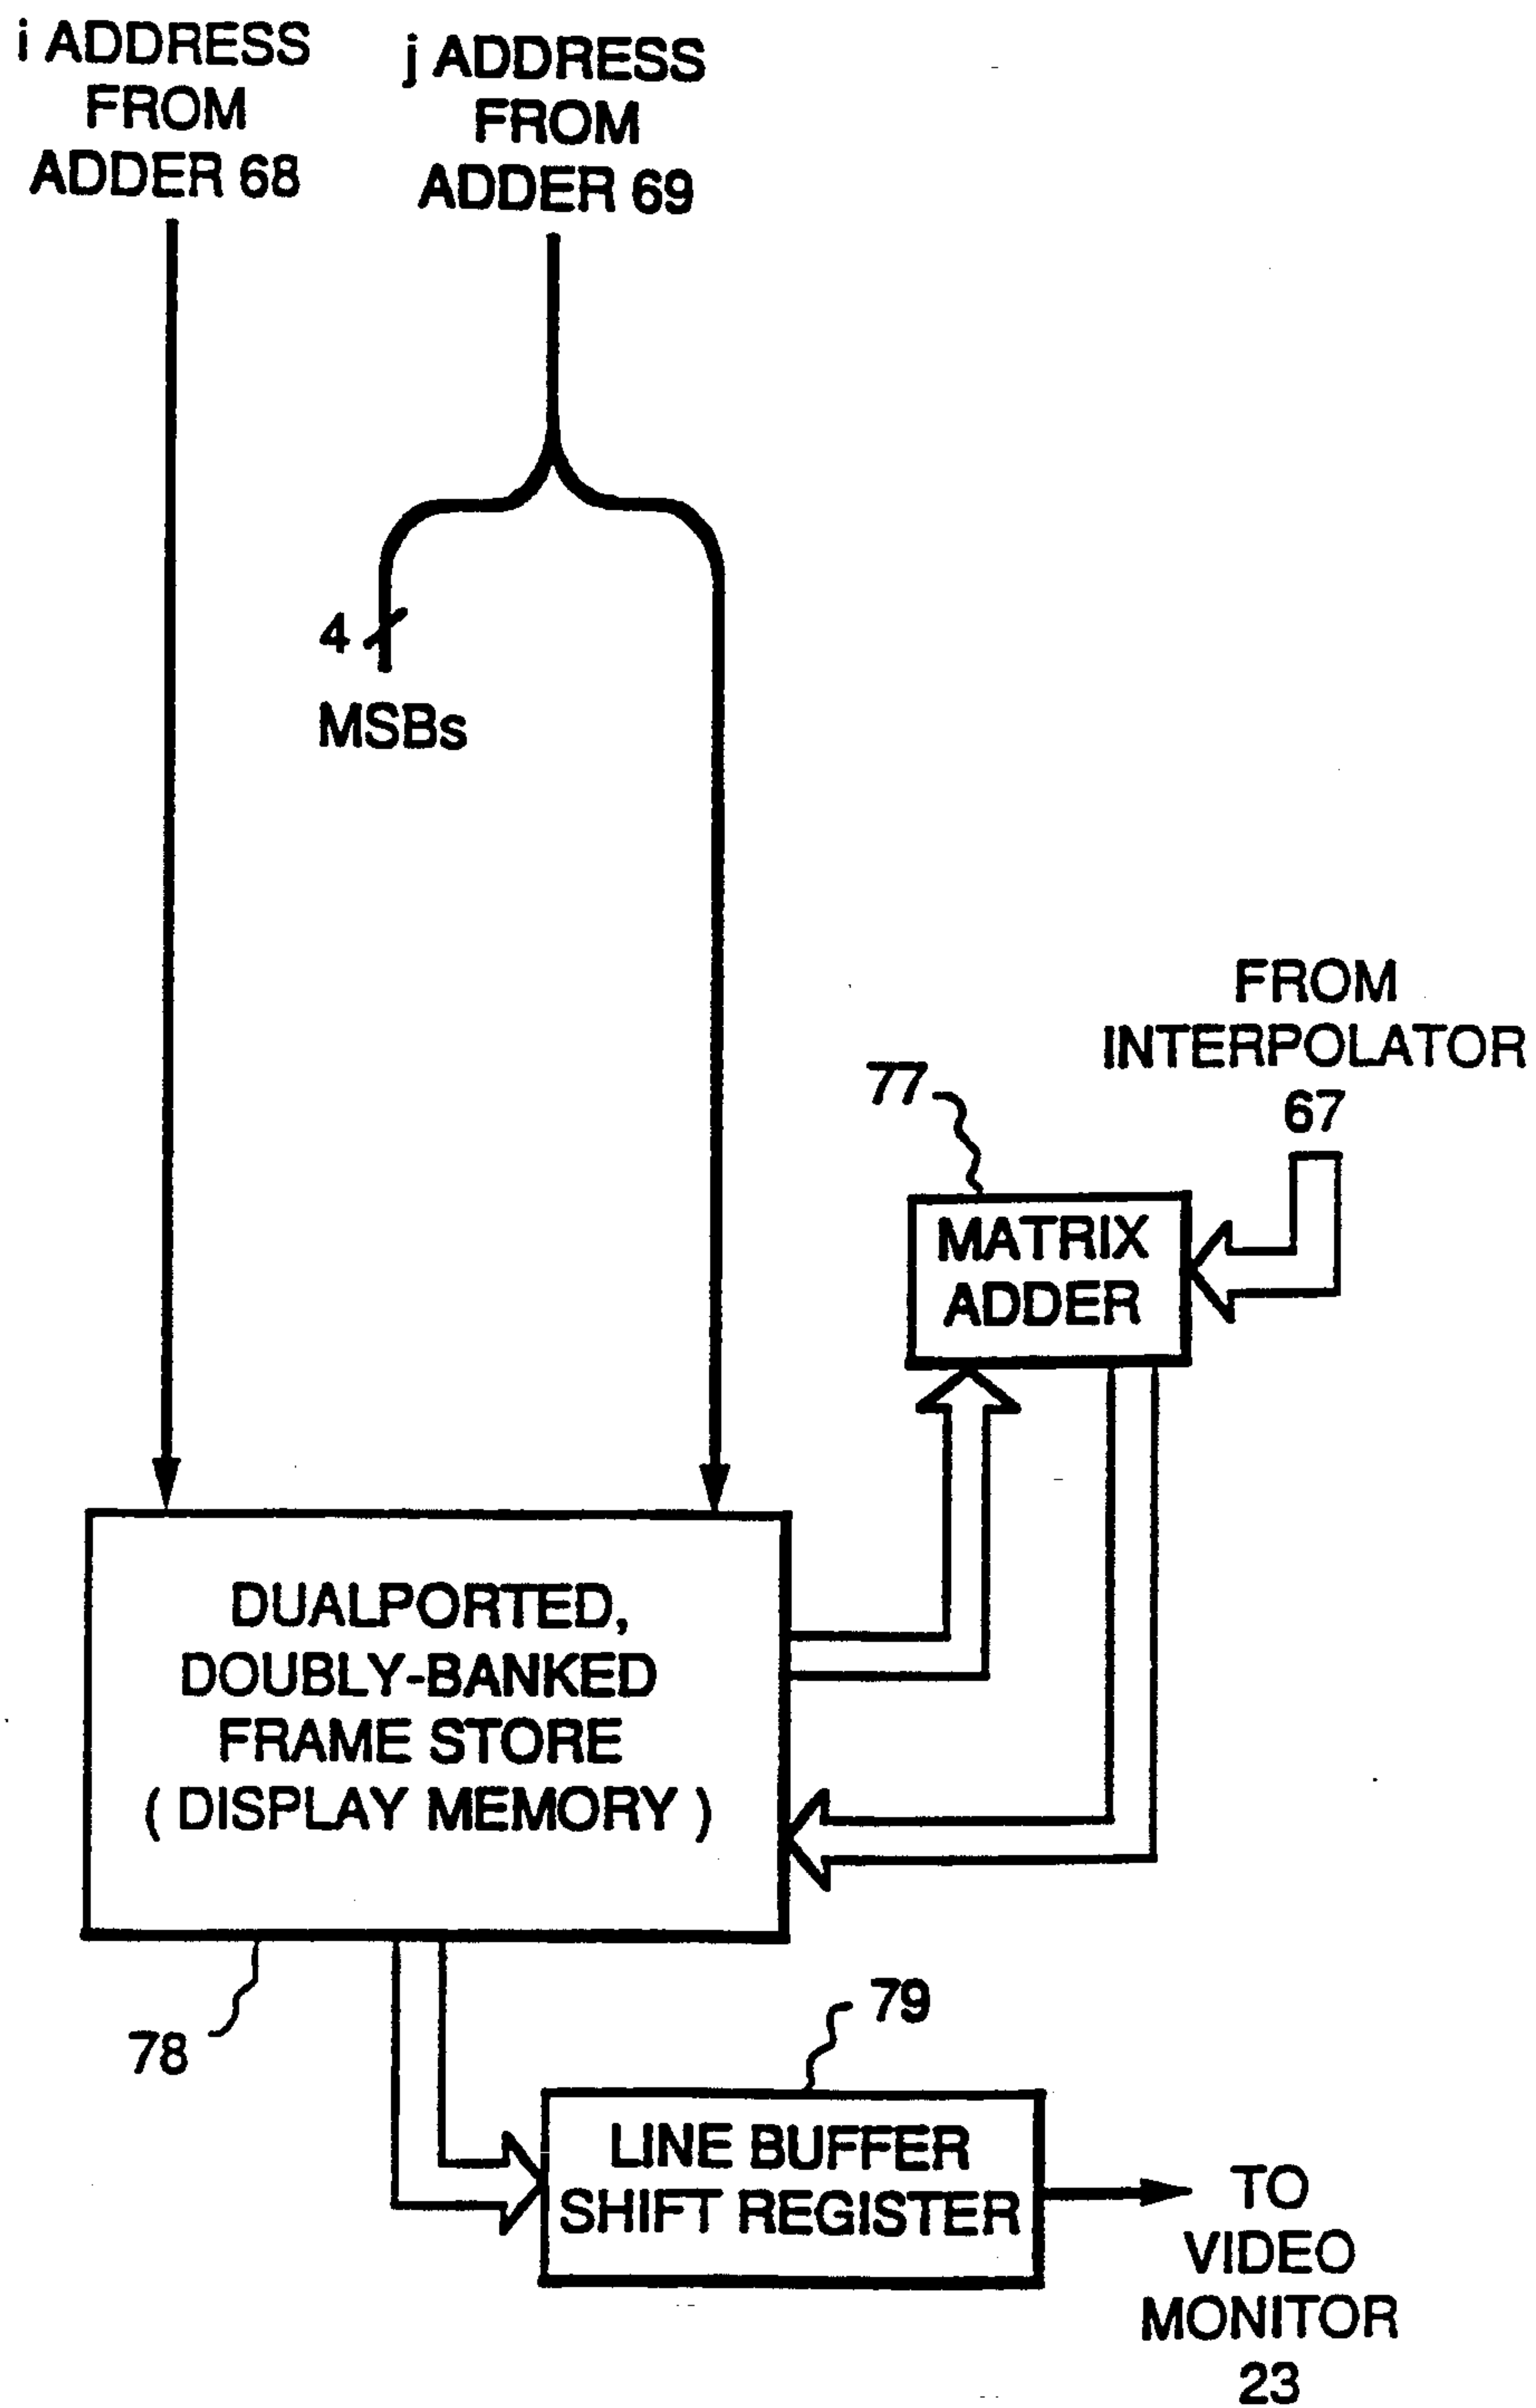 i ADDRESS
FROM
ADDER 68
j ADDRESS
FROM
ADDER 69
4
MSBs
FROM
INTERPOLATOR
67
77
MATRIX
ADDER
DUALPORTED,
DOUBLY-BANKED
FRAME STORE
( DISPLAY MEMORY )
78
79
LINE BUFFER
SHIFT REGISTER
TO
VIDEO
MONITOR
23